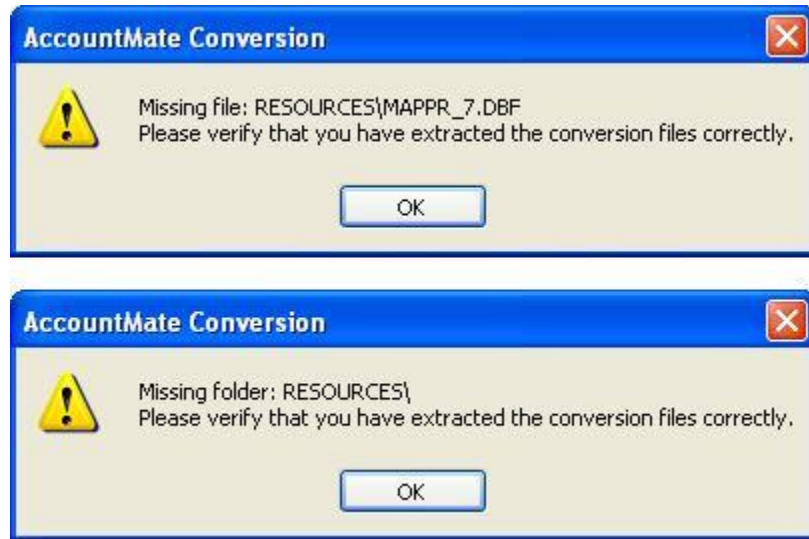 AccountMate Conversion
Missing file: RESOURCES\MAPPR_7.DBF
Please verify that you have extracted the conversion files correctly.
OK
AccountMate Conversion
Missing folder: RESOURCES\
Please verify that you have extracted the conversion files correctly.
OK